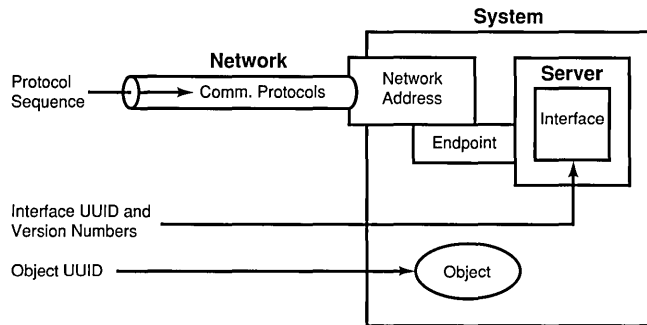 System
Network
Server
Protocol
Sequence
Comm. Protocols
Network
Address
Interface
Endpoint
Interface UUID and
Version Numbers
Object UUID
Object